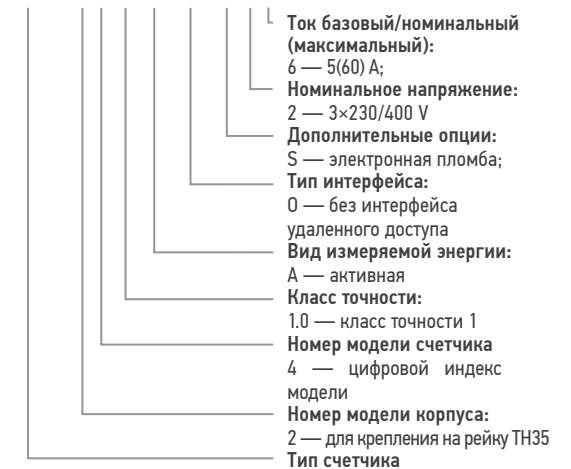 Ток базовый/номинальный
(максимальный):
6 — 5(60) А;
Номинальное напряжение:
2 — 3×230/400 V
Дополнительные опции:
S — электронная пломба;
Тип интерфейса:
O — без интерфейса
удаленного доступа
Вид измеряемой энергии:
А — активная
Класс точности:
1.0 — класс точности 1
Номер модели счетчика
4 — цифровой индекс
модели
Номер модели корпуса:
2 — для крепления на рейку ТН35
Тип счетчика